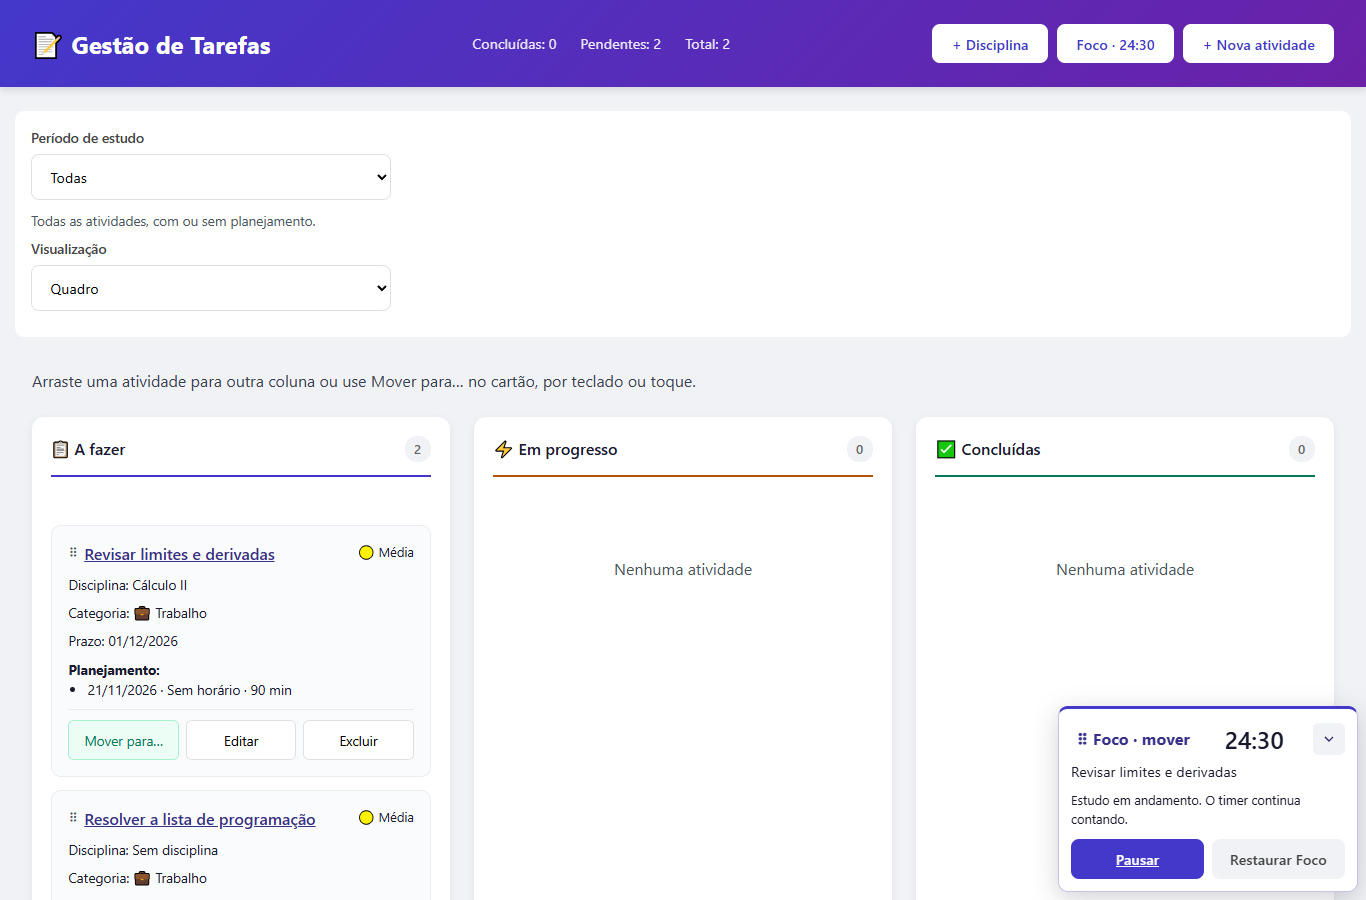 Gestão de Tarefas
Concluídas: 0
Pendentes: 2
Total: 2
+ Disciplina
Foco · 24:30
+ Nova atividade
Período de estudo
Todas
Todas as atividades, com ou sem planejamento.
Visualização
Quadro
Arraste uma atividade para outra coluna ou use Mover para... no cartão, por teclado ou toque.
A fazer
2
Revisar limites e derivadas
Média
Disciplina: Cálculo II
Categoria: 💼 Trabalho
Prazo: 01/12/2026
Planejamento:
• 21/11/2026 · Sem horário · 90 min
Mover para...
Editar
Excluir
Resolver a lista de programação
Média
Disciplina: Sem disciplina
Categoria: 💼 Trabalho
Em progresso
0
Nenhuma atividade
Concluídas
0
Nenhuma atividade
Foco · mover
24:30
Revisar limites e derivadas
Estudo em andamento. O timer continua
contando.
Pausar
Restaurar Foco